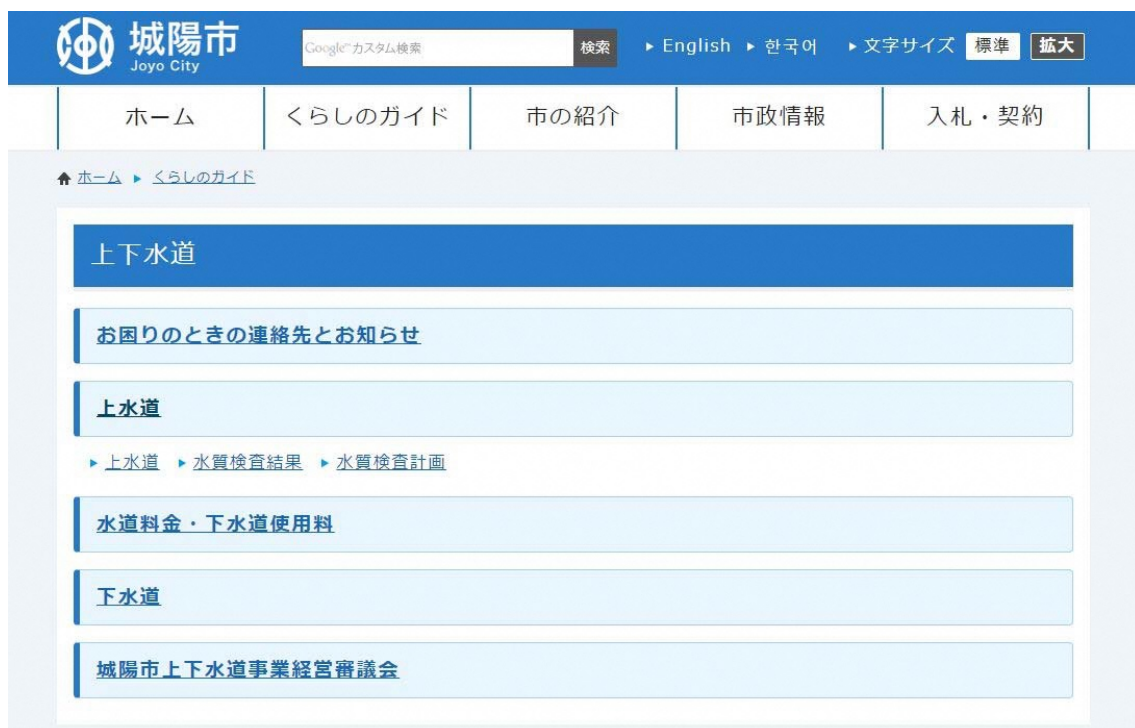 城陽市
Joyo City
Google カスタム検索
検索
English
한국어
文字サイズ 標準 拡大
ホーム
くらしのガイド
市の紹介
市政情報
入札・契約
ホーム くらしのガイド
上下水道
お困りのときの連絡先とお知らせ
上水道
上水道 水質検査結果 水質検査計画
水道料金・下水道使用料
下水道
城陽市上下水道事業経営審議会